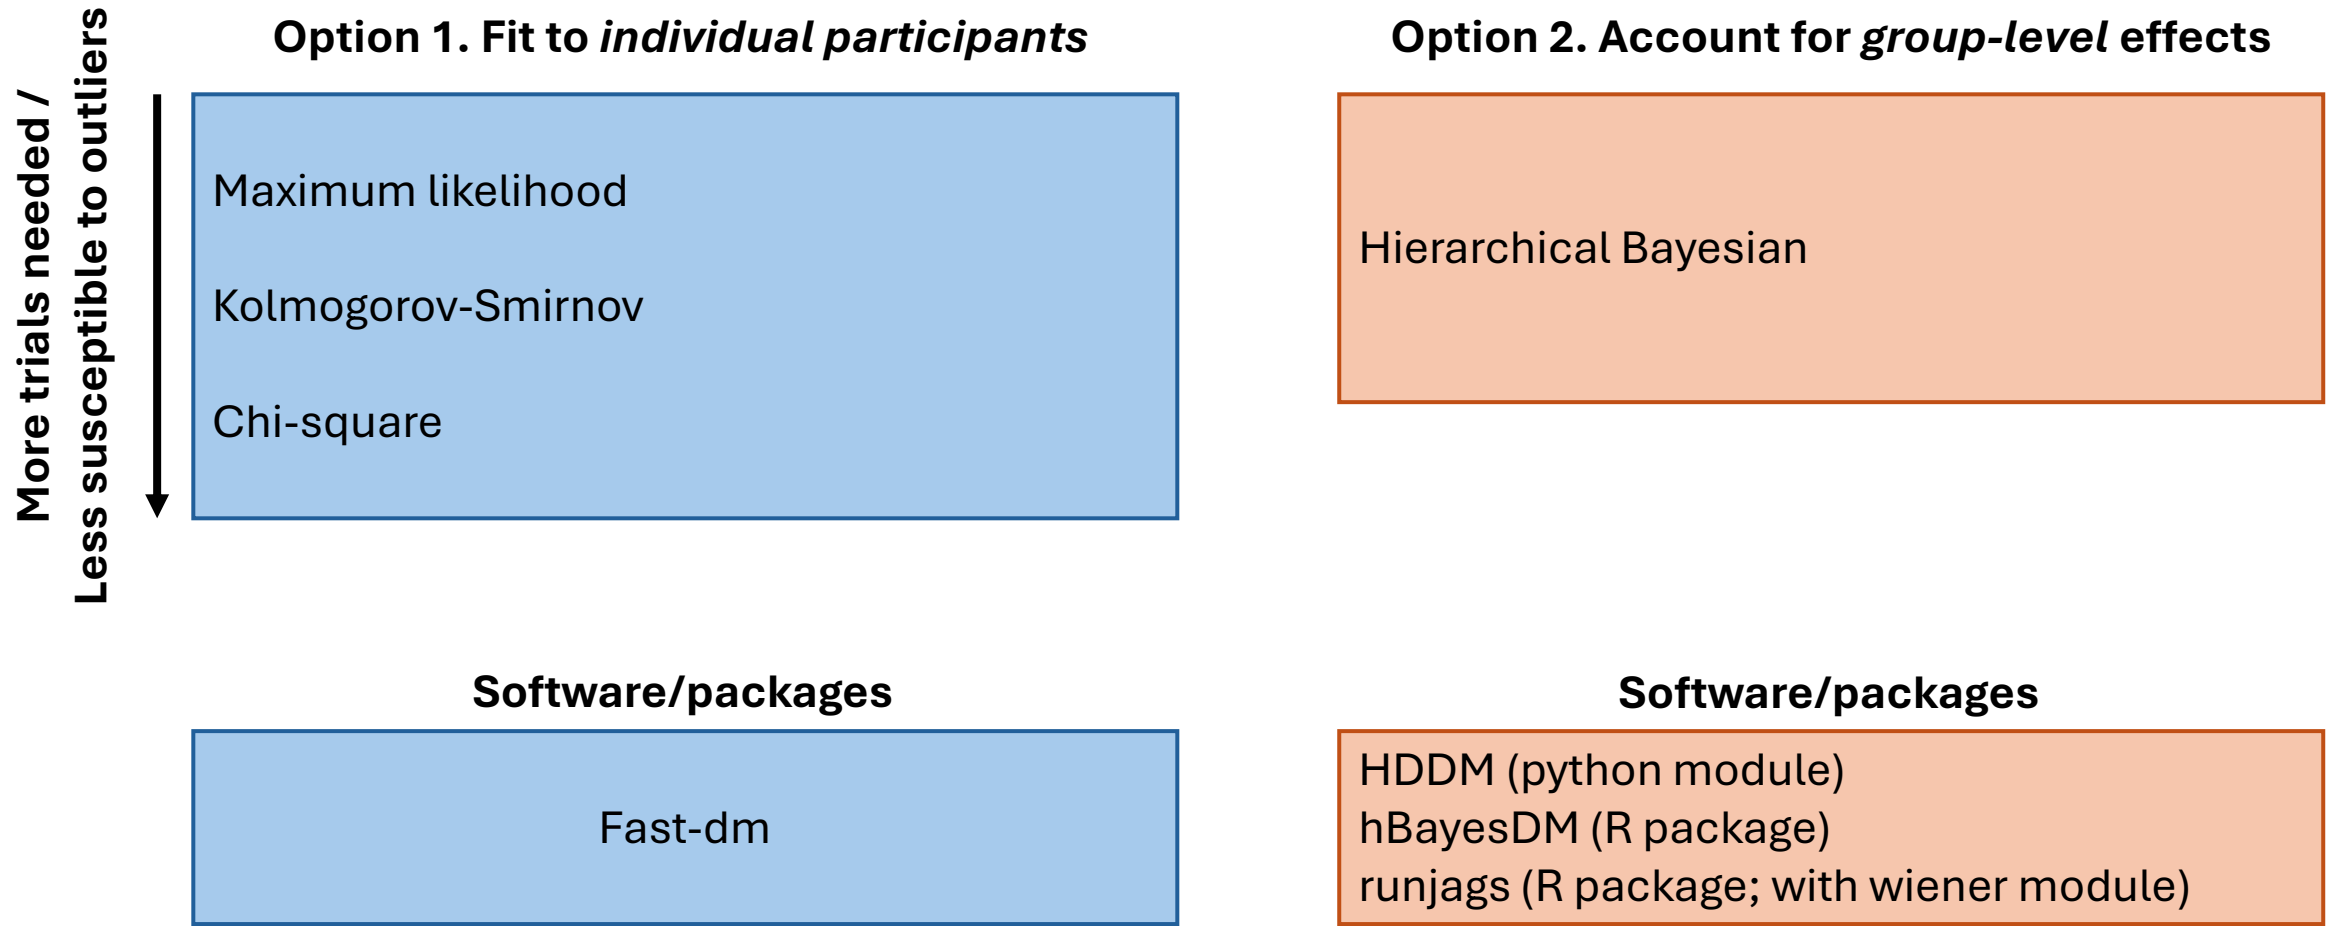 More trials needed /
Less susceptible to outliers
Option 1. Fit to individual participants
Maximum likelihood
Kolmogorov-Smirnov
Chi-square
Software/packages
Fast-dm
Option 2. Account for group-level effects
Hierarchical Bayesian
Software/packages
HDDM (python module)
hBayesDM (R package)
runjags (R package; with wiener module)